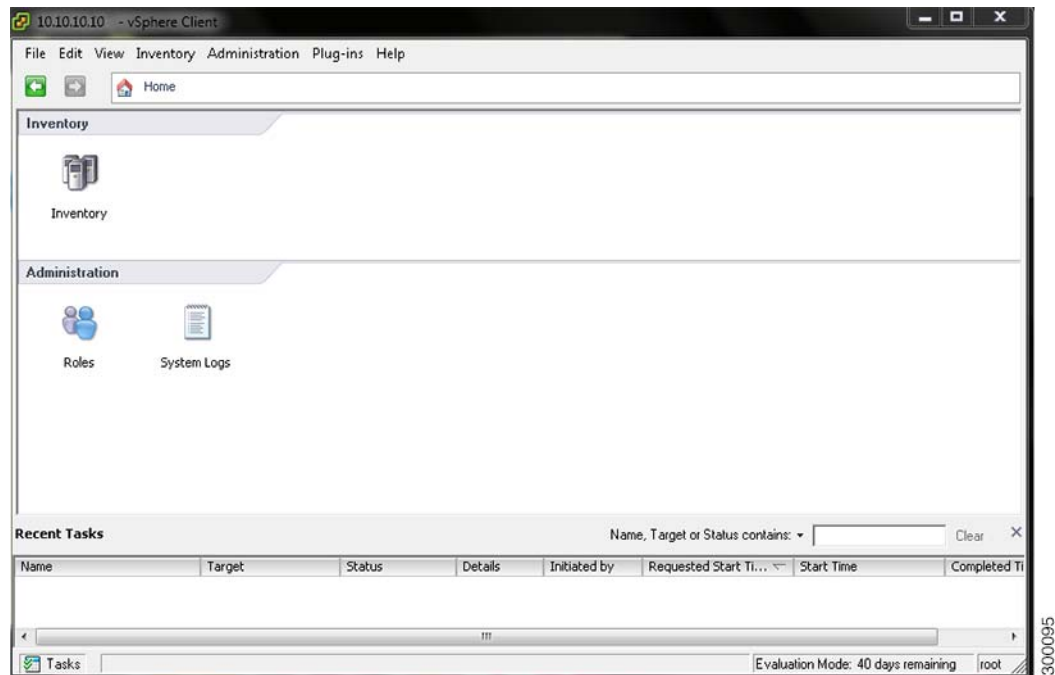 10.10.10.10 - vSphere Client
File Edit View Inventory Administration Plug-ins Help
Home
Inventory
Inventory
Administration
Roles System Logs
Recent Tasks Name, Target or Status contains: Clear
Name Target Status Details Initiated by Requested Start Ti... Start Time Completed Ti
Tasks Evaluation Mode: 40 days remaining root
300095